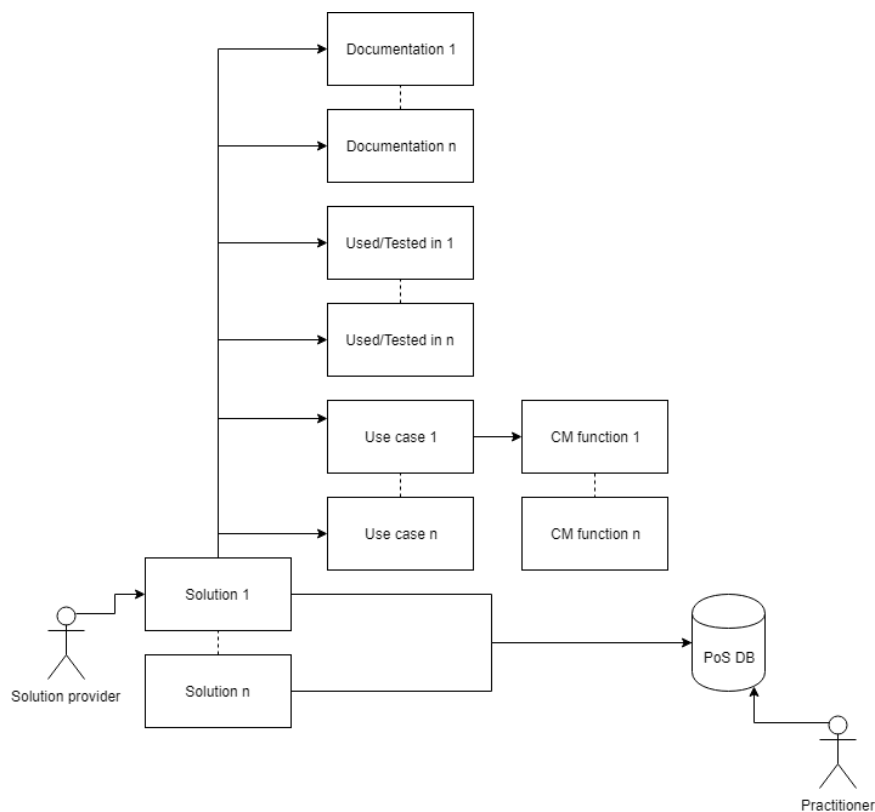 Documentation 1
Documentation n
Used/Tested in 1
Used/Tested in n
Use case 1
CM function 1
Use case n
CM function n
Solution 1
PoS DB
Solution n
Solution provider
Practitioner